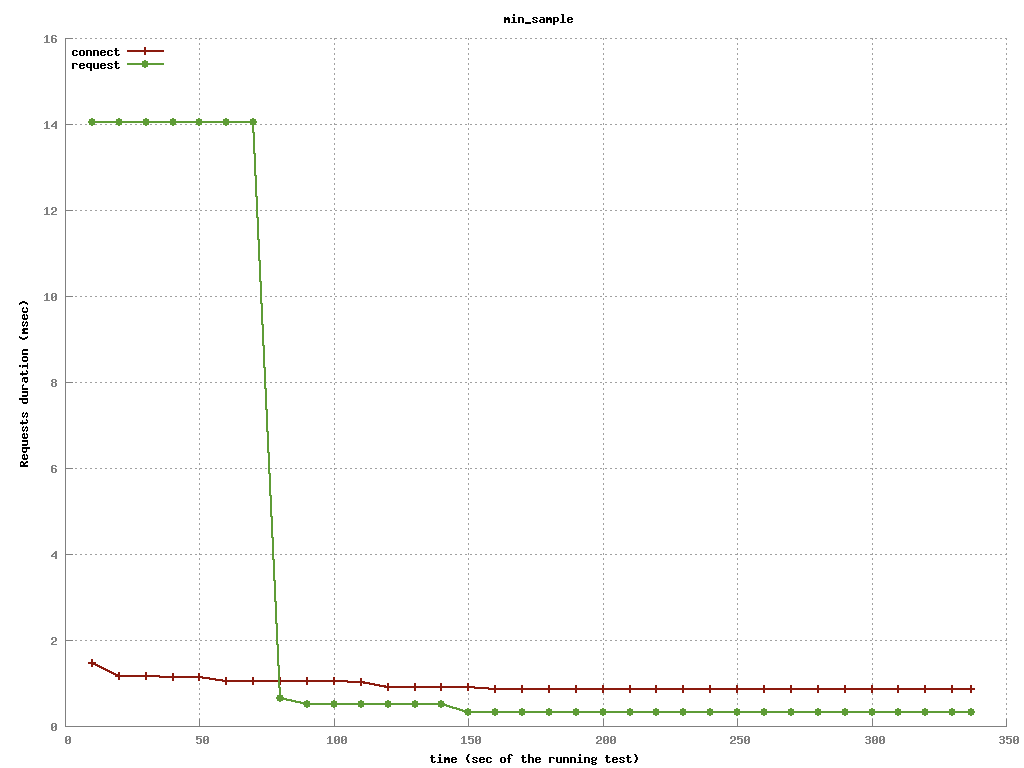 min_sample
16
connect
request
14
12
10
8
6
4
2
0
Requests duration (msec)
0 50 100 150 200 250 300 350
time (sec of the running test)